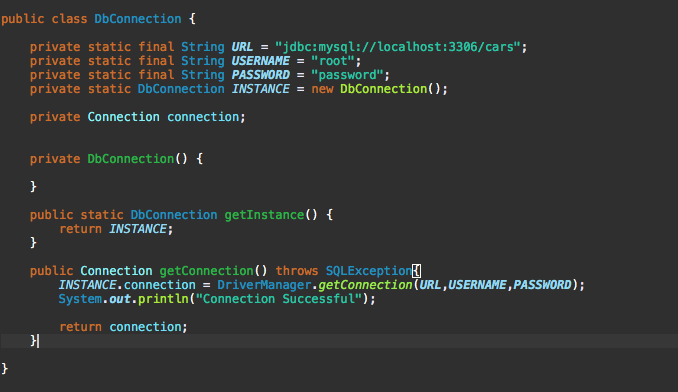 public class DbConnection {
private static final String URL = "jdbc:mysql://localhost:3306/cars";
private static final String USERNAME = "root";
private static final String PASSWORD = "password";
private static DbConnection INSTANCE = new DbConnection();
private Connection connection;
private DbConnection() {
}
public static DbConnection getInstance() {
return INSTANCE;
}
public Connection getConnection() throws SQLException{
INSTANCE.connection = DriverManager.getConnection(URL,USERNAME,PASSWORD);
System.out.println("Connection Successful");
return connection;
}
}